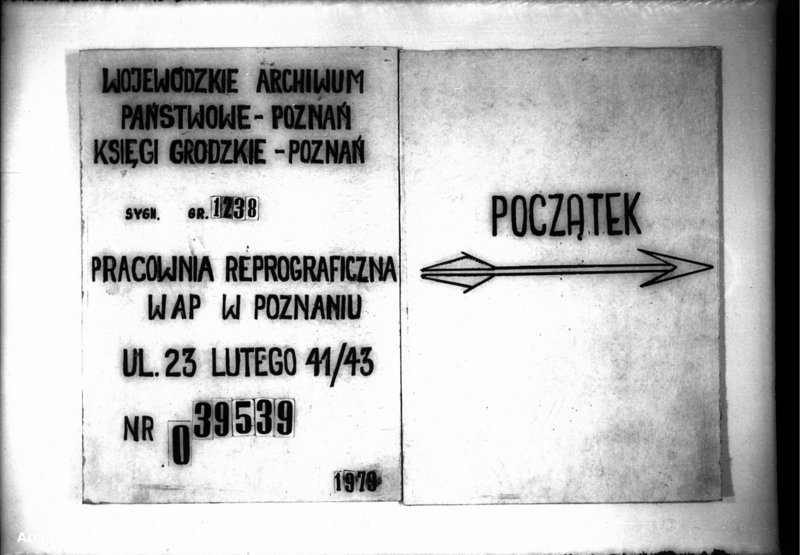 WOJEWÓDZKIE ARCHIWUM
PAŃSTWOWE - POZNAŃ
KSIĘGI GRODZKIE - POZNAŃ
SYGN. GR. 1238
PRACOWNIA REPROGRAFICZNA
WAP W POZNANIU
UL. 23 LUTEGO 41/43
NR 039539
1979
POCZĄTEK